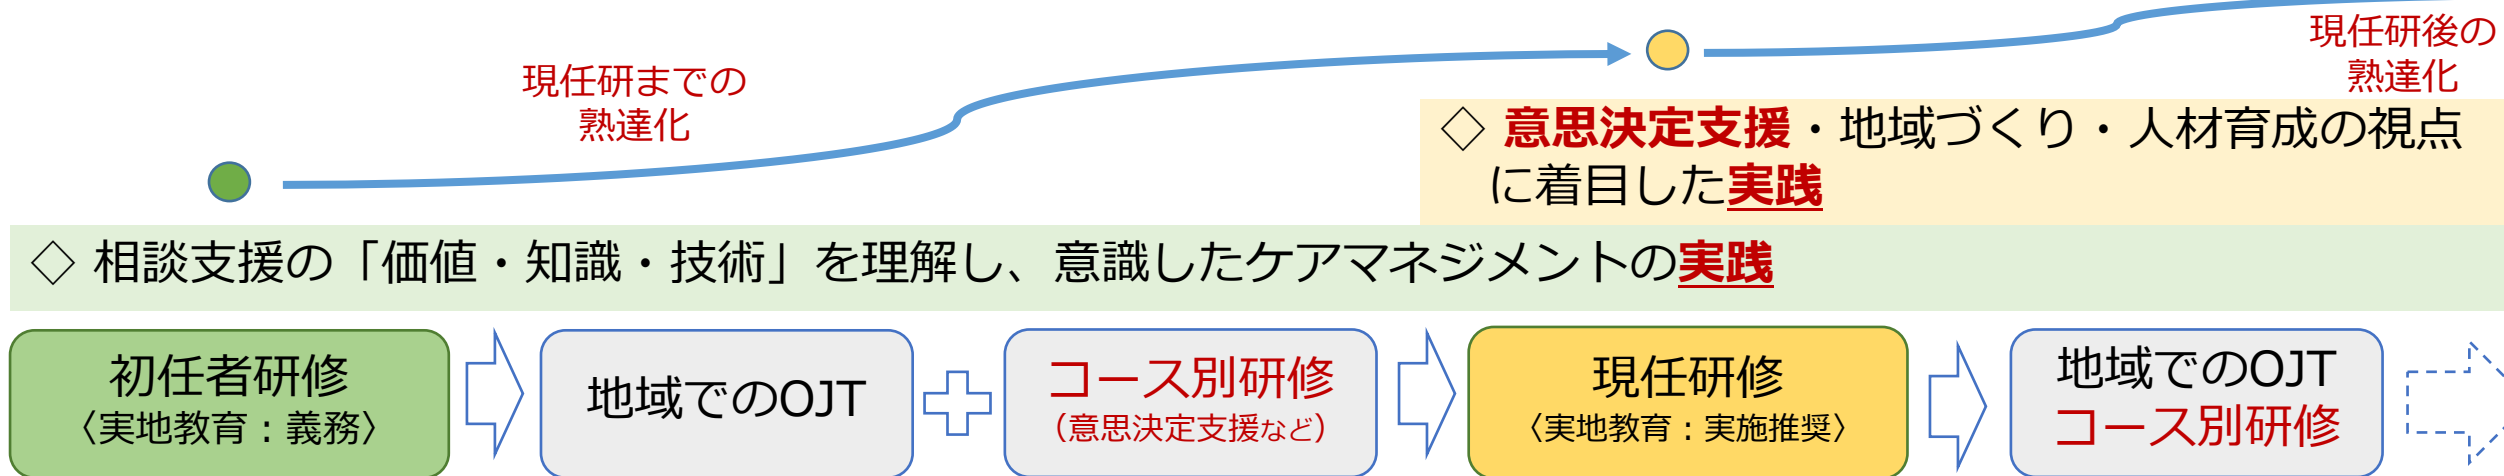 現任研後の
熟達化
現任研までの
熟達化
◇ 意思決定支援・地域づくり・人材育成の視点
に着目した実践
◇ 相談支援の「価値・知識・技術」を理解し、意識したケアマネジメントの実践
初任者研修
〈実地教育：義務〉
地域でのOJT
コース別研修
（意思決定支援など）
現任研修
〈実地教育：実施推奨〉
地域でのOJT
コース別研修